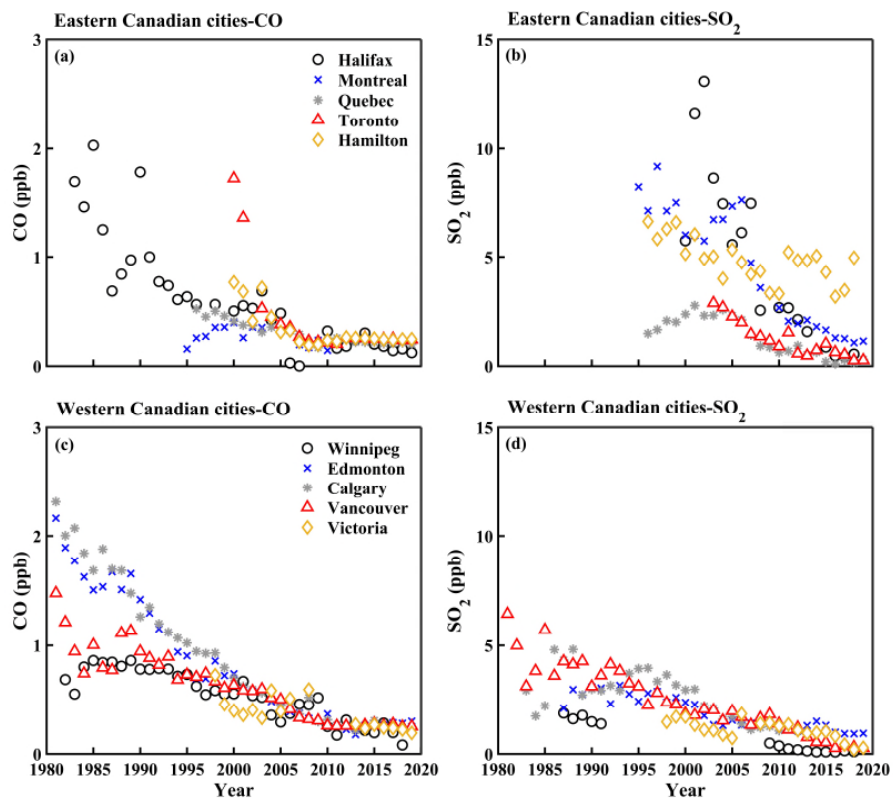 Eastern Canadian cities-CO
Eastern Canadian cities-SO2
3
2
1
0
CO (ppb)
(a)
Halifax
Montreal
Quebec
Toronto
Hamilton
15
10
5
0
SO2 (ppb)
(b)
Western Canadian cities-CO
Western Canadian cities-SO2
3
2
1
0
CO (ppb)
(c)
Winnipeg
Edmonton
Calgary
Vancouver
Victoria
1980 1985 1990 1995 2000 2005 2010 2015 2020
Year
15
10
5
0
SO2 (ppb)
(d)
1980 1985 1990 1995 2000 2005 2010 2015 2020
Year